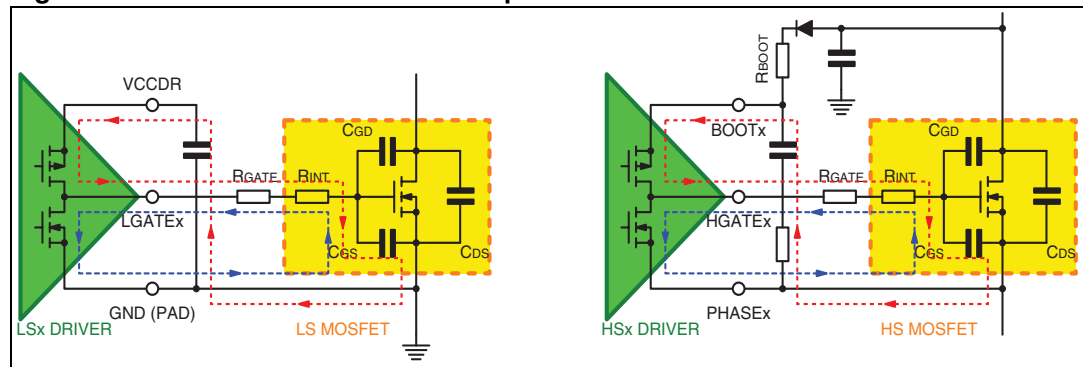 VCCDR
CGD
RGATE
RINT
LGATEx
CGS
CDS
GND (PAD)
LSx DRIVER
LS MOSFET
RBOOT
BOOTx
CGD
RGATE
RINT
HGATEx
CGS
CDS
PHASEx
HSx DRIVER
HS MOSFET